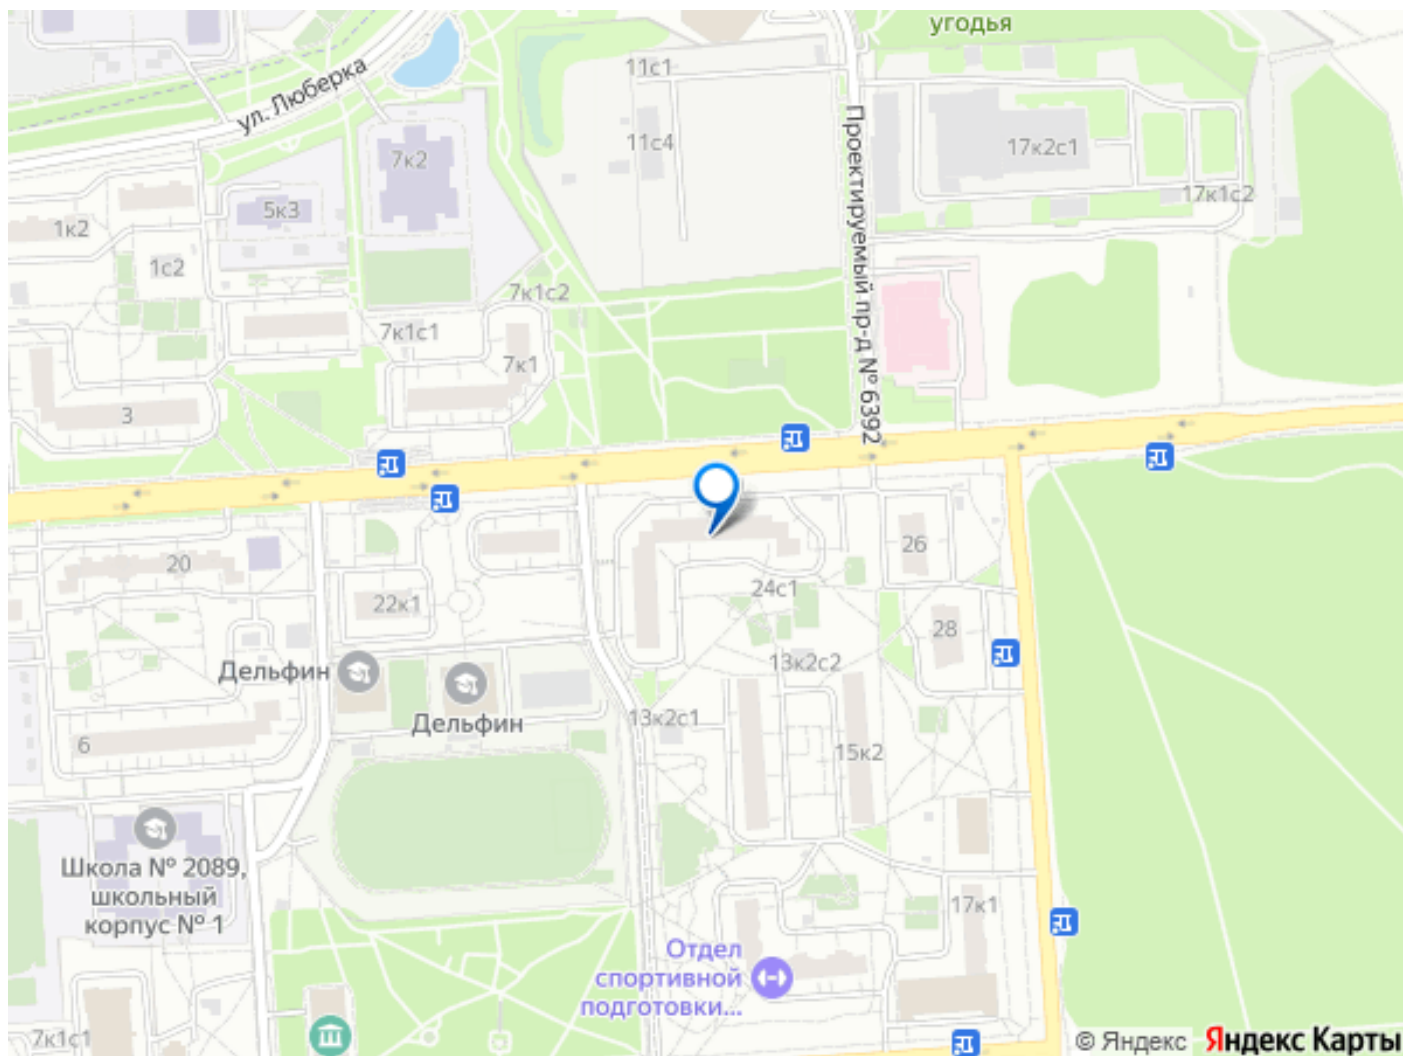 угодья
11с1
ул. Люберка
11с4
Проектируемый пр-д № 6392
17к2с1
7к2
17к1с2
5к3
1к2
1с2
7к1с2
7к1с1
7к1
3
20
26
24с1
22к1
28
13к2с2
Дельфин
Дельфин
13к2с1
6
15к2
Школа № 2089,
школьный
корпус № 1
17к1
Отдел
спортивной
подготовки...
7к1с1
© Яндекс Яндекс Карты